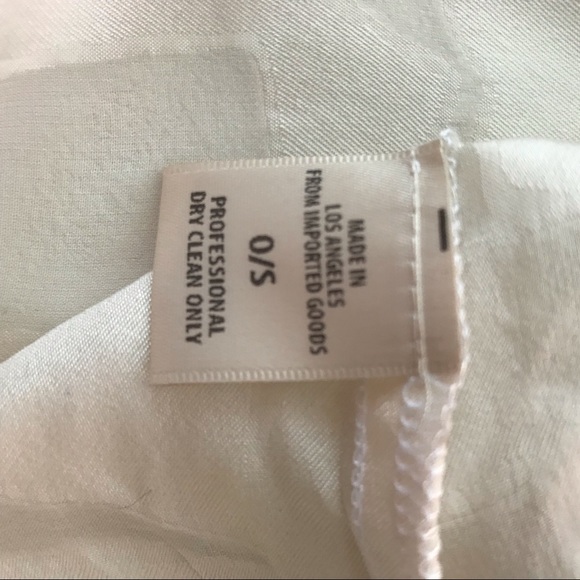 MADE IN
LOS ANGELES
FROM IMPORTED GOODS
O/S
PROFESSIONAL
DRY CLEAN ONLY